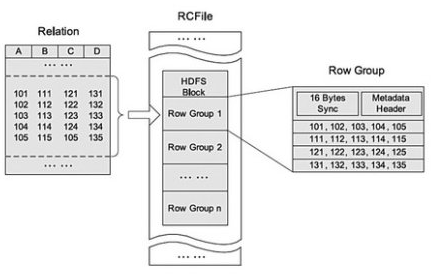 Relation
A B C D
... ...
101 111 121 131
102 112 122 132
103 113 123 133
104 114 124 134
105 115 105 135
... ...
RCFile
... ...
HDFS
Block
Row Group 1
Row Group 2
... ...
Row Group n
... ...
Row Group
16 Bytes
Sync
Metadata
Header
101, 102, 103, 104, 105
111, 112, 113, 114, 115
121, 122, 123, 124, 125
131, 132, 133, 134, 135